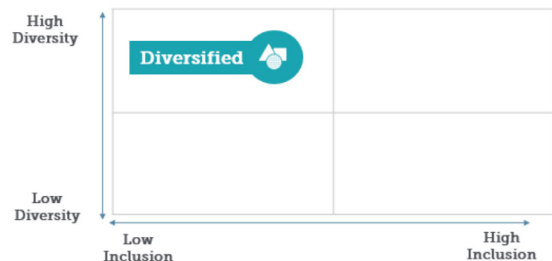 High
Diversity
Diversified
Low
Diversity
Low
Inclusion
High
Inclusion